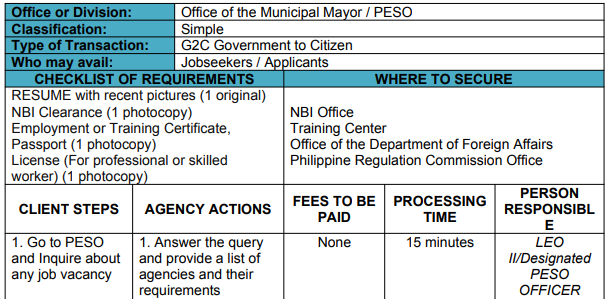 Office or Division: Office of the Municipal Mayor / PESO
Classification: Simple
Type of Transaction: G2C Government to Citizen
Who may avail: Jobseekers / Applicants
CHECKLIST OF REQUIREMENTS WHERE TO SECURE
RESUME with recent pictures (1 original)
NBI Clearance (1 photocopy) NBI Office
Employment or Training Certificate, Training Center
Passport (1 photocopy) Office of the Department of Foreign Affairs
License (For professional or skilled Philippine Regulation Commission Office
worker) (1 photocopy)
CLIENT STEPS
AGENCY ACTIONS
FEES TO BE
PAID
PROCESSING
TIME
PERSON
RESPONSIBL
E
1. Go to PESO
and Inquire about
any job vacancy
1. Answer the query
and provide a list of
agencies and their
requirements
None
15 minutes
LEO
II/Designated
PESO
OFFICER